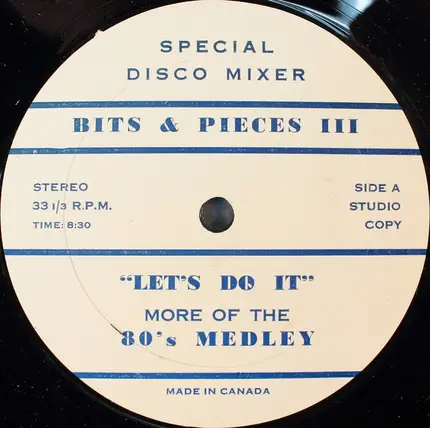 SPECIAL
DISCO MIXER
BITS & PIECES III
STEREO
33 1/3 R.P.M.
TIME: 8:30
SIDE A
STUDIO
COPY
“LET'S DO IT”
MORE OF THE
80's MEDLEY
MADE IN CANADA